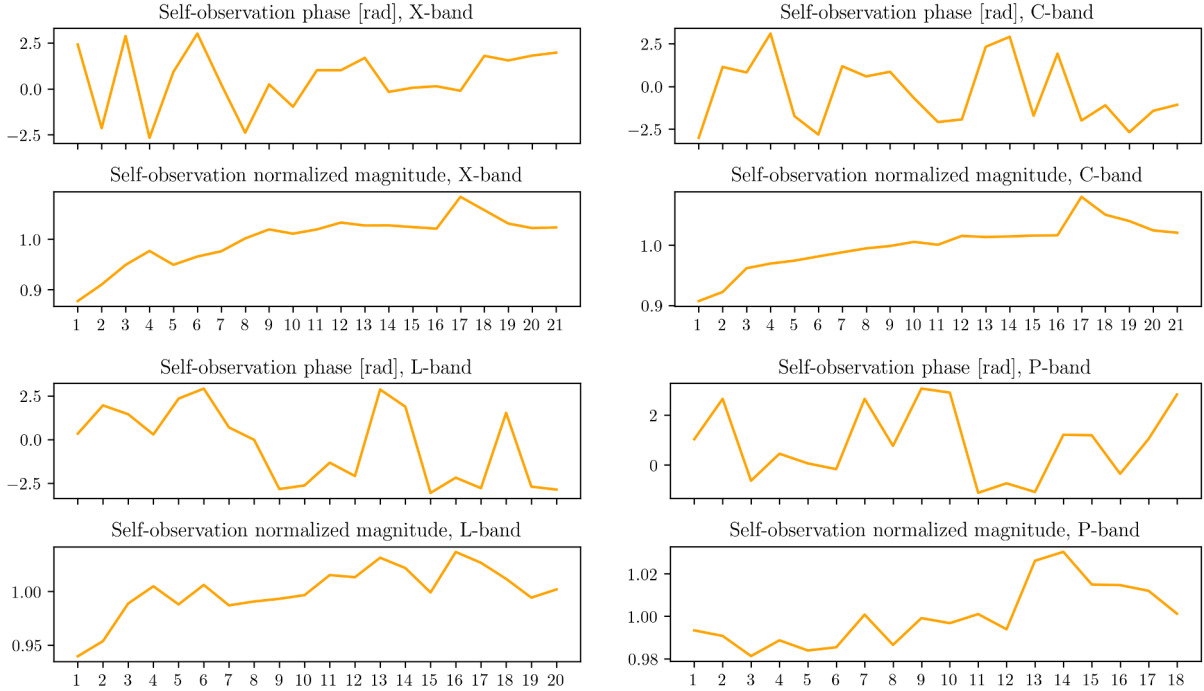 Self-observation phase [rad], X-band
2.5
0.0
−2.5
Self-observation normalized magnitude, X-band
1.0
0.9
1 2 3 4 5 6 7 8 9 10 11 12 13 14 15 16 17 18 19 20 21
Self-observation phase [rad], C-band
2.5
0.0
−2.5
Self-observation normalized magnitude, C-band
1.0
0.9
1 2 3 4 5 6 7 8 9 10 11 12 13 14 15 16 17 18 19 20 21
Self-observation phase [rad], L-band
2.5
0.0
−2.5
Self-observation normalized magnitude, L-band
1.00
0.95
1 2 3 4 5 6 7 8 9 10 11 12 13 14 15 16 17 18 19 20
Self-observation phase [rad], P-band
2
0
Self-observation normalized magnitude, P-band
1.02
1.00
0.98
1 2 3 4 5 6 7 8 9 10 11 12 13 14 15 16 17 18